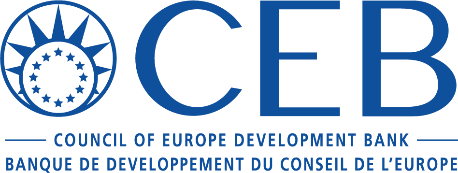 CEB
COUNCIL OF EUROPE DEVELOPMENT BANK
BANQUE DE DEVELOPPEMENT DU CONSEIL DE L'EUROPE